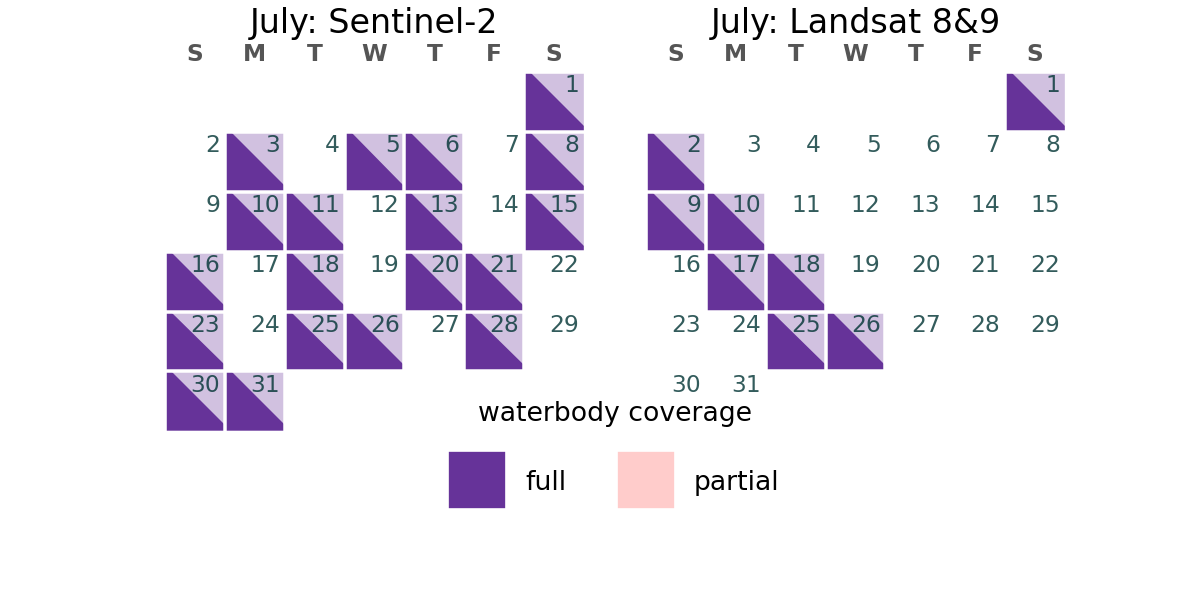 July: Sentinel-2
S M T W T F S
1
2 3 4 5 6 7 8
9 10 11 12 13 14 15
16 17 18 19 20 21 22
23 24 25 26 27 28 29
30 31
July: Landsat 8&9
S M T W T F S
1
2 3 4 5 6 7 8
9 10 11 12 13 14 15
16 17 18 19 20 21 22
23 24 25 26 27 28 29
30 31
waterbody coverage
full partial